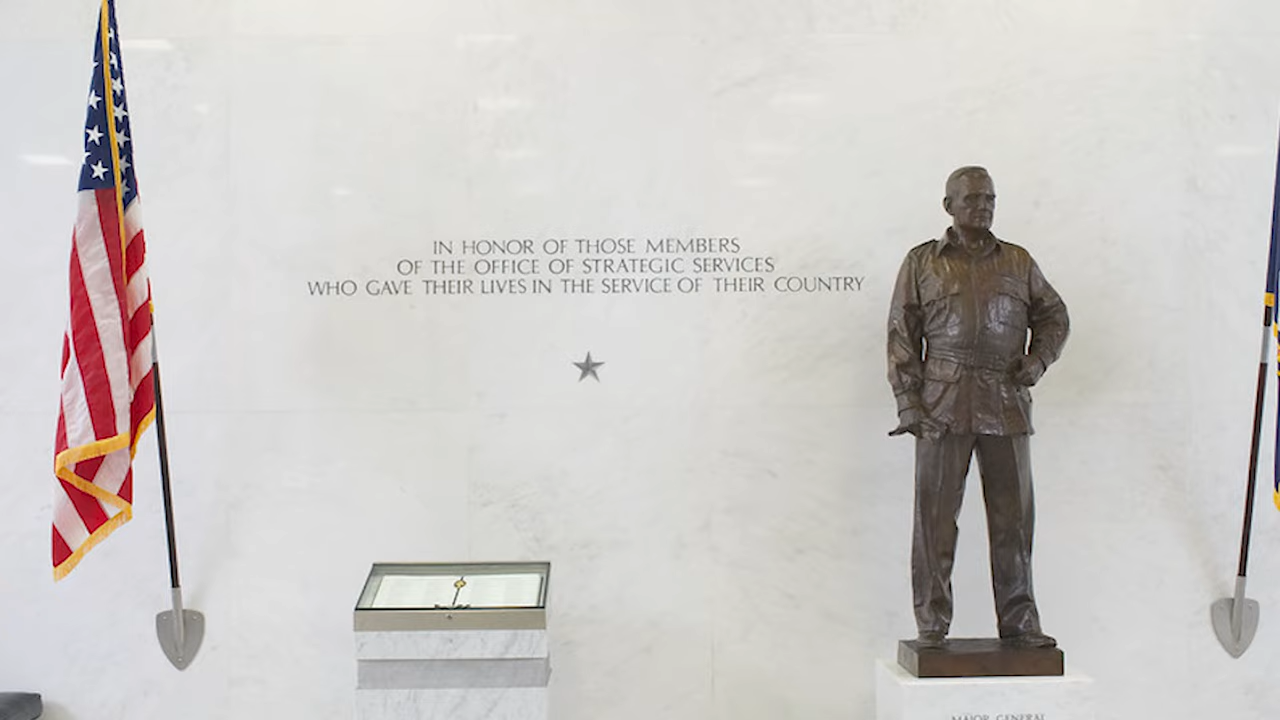 IN HONOR OF THOSE MEMBERS
OF THE OFFICE OF STRATEGIC SERVICES
WHO GAVE THEIR LIVES IN THE SERVICE OF THEIR COUNTRY
MAJOR GENERAL